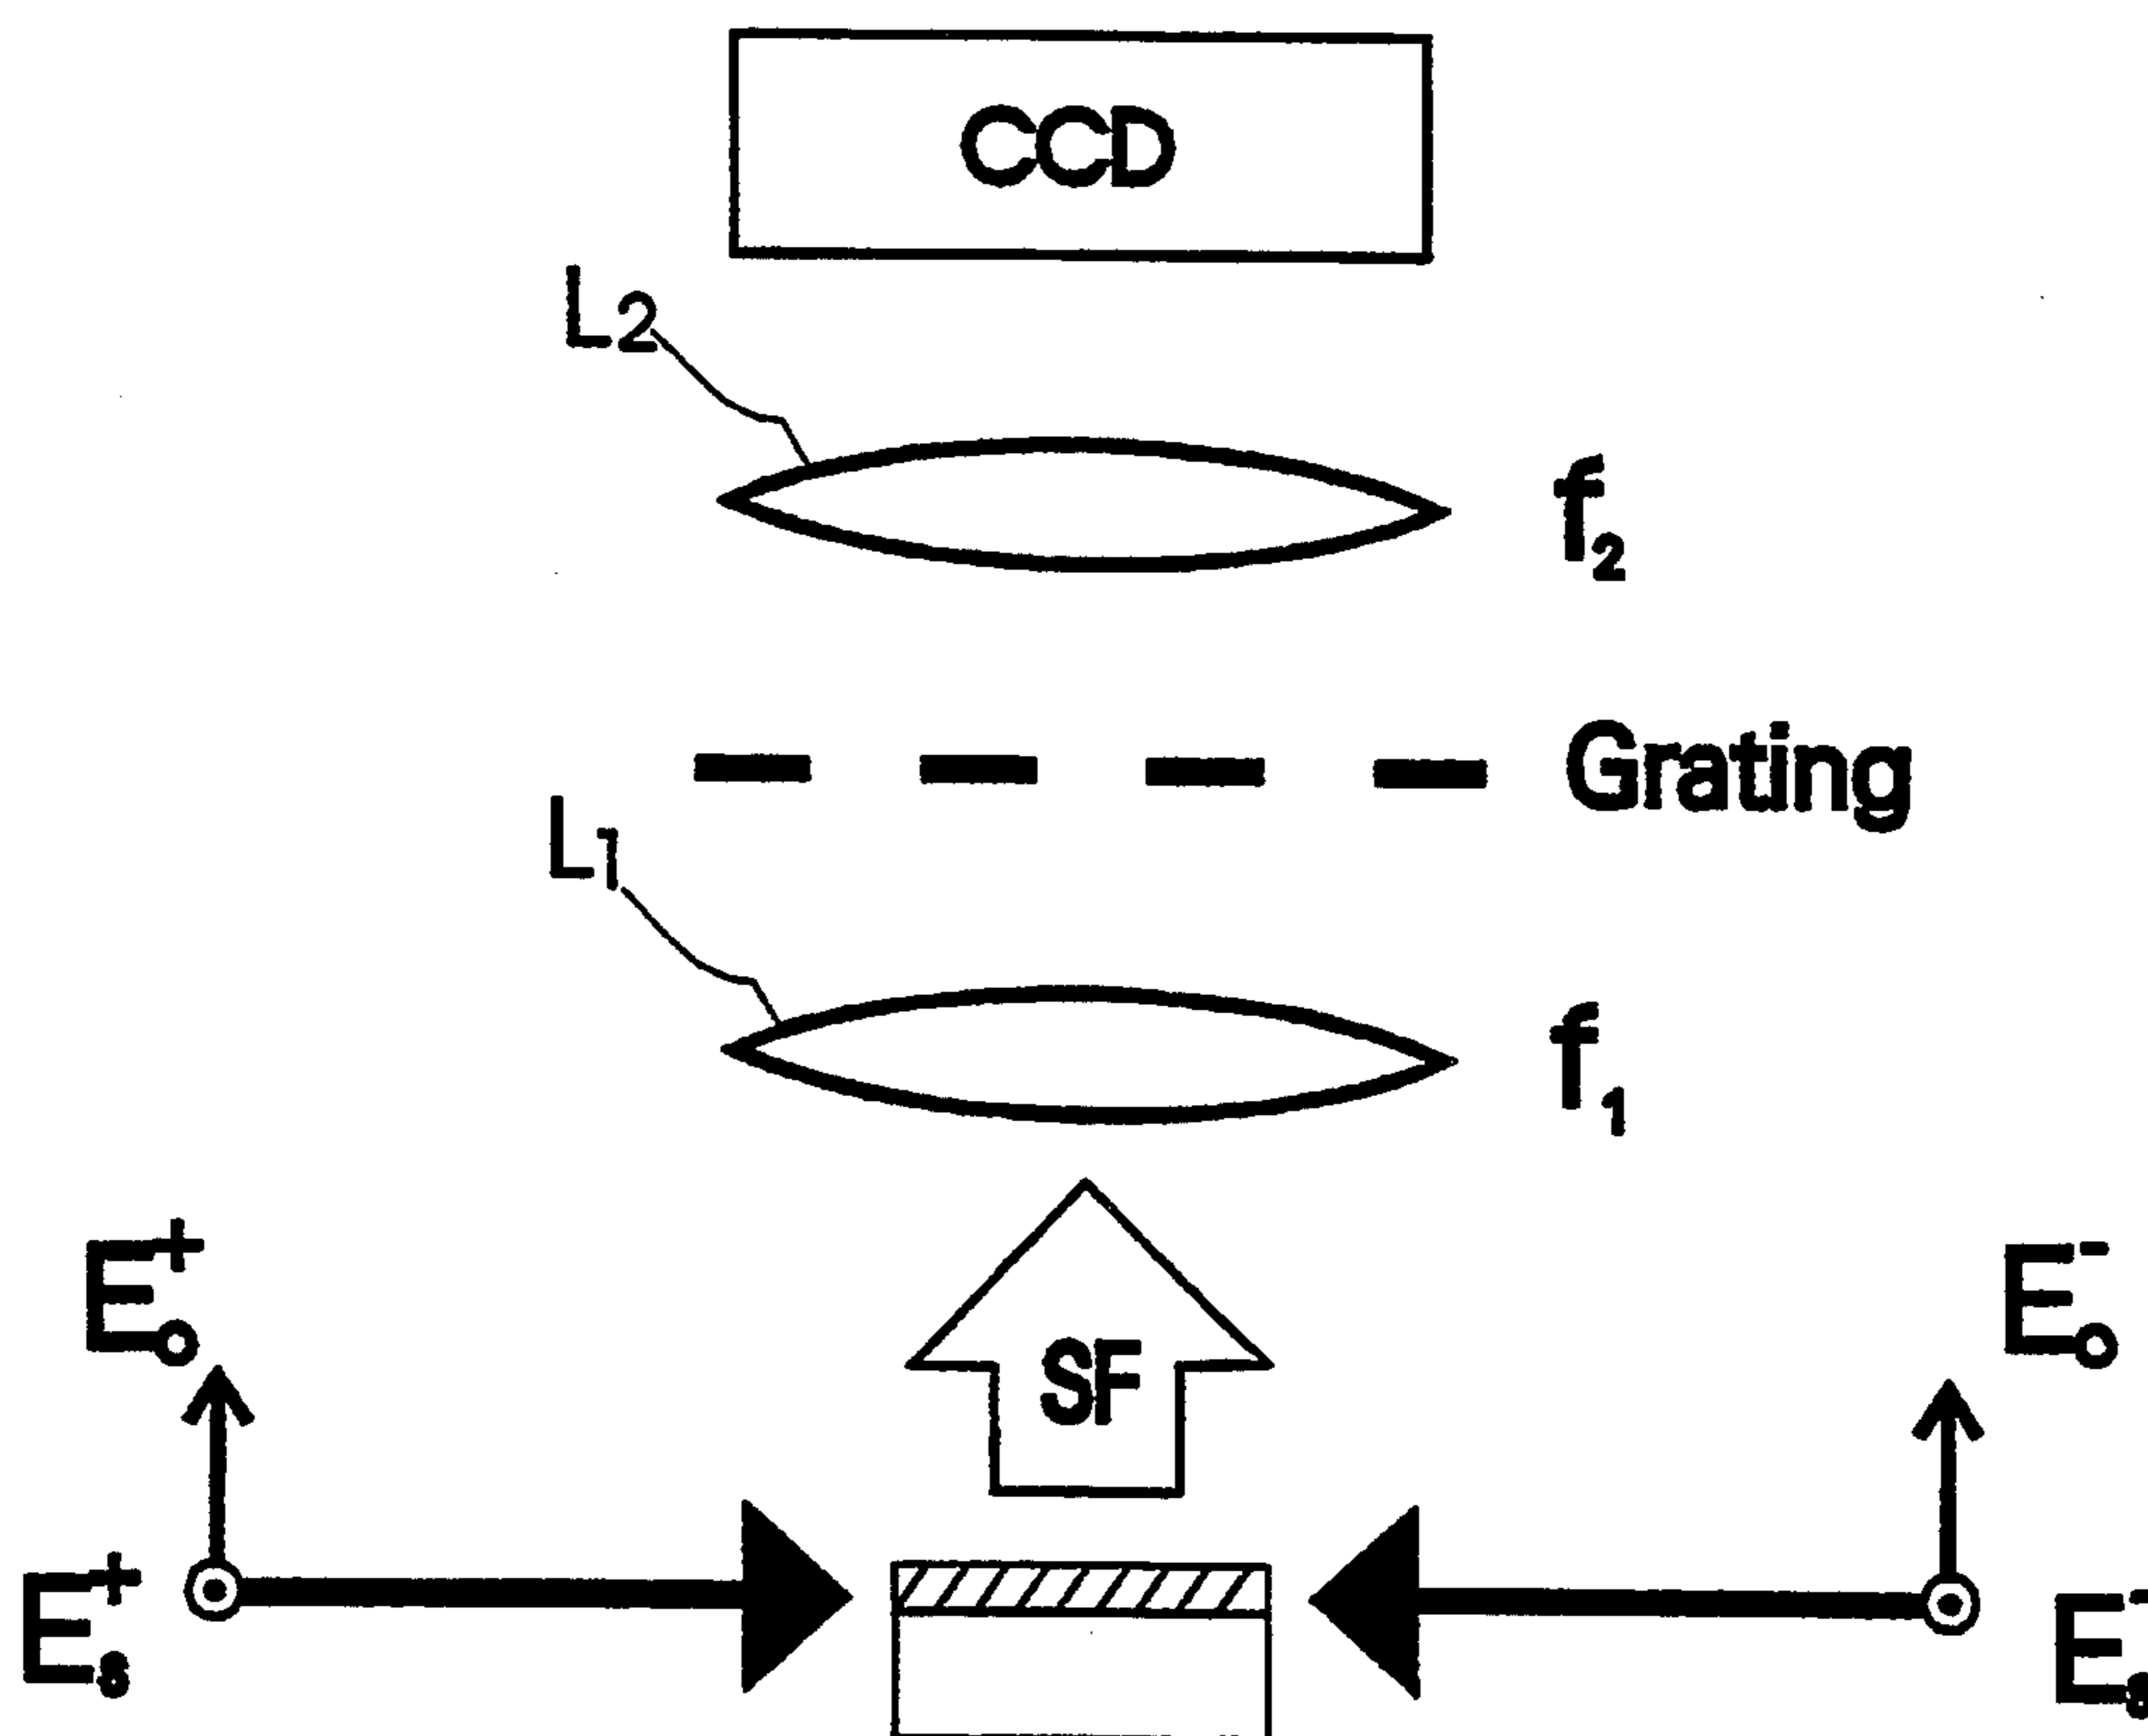 CCD
L2
f2
Grating
L1
f1
E+o
E-o
SF
E+s
E-s